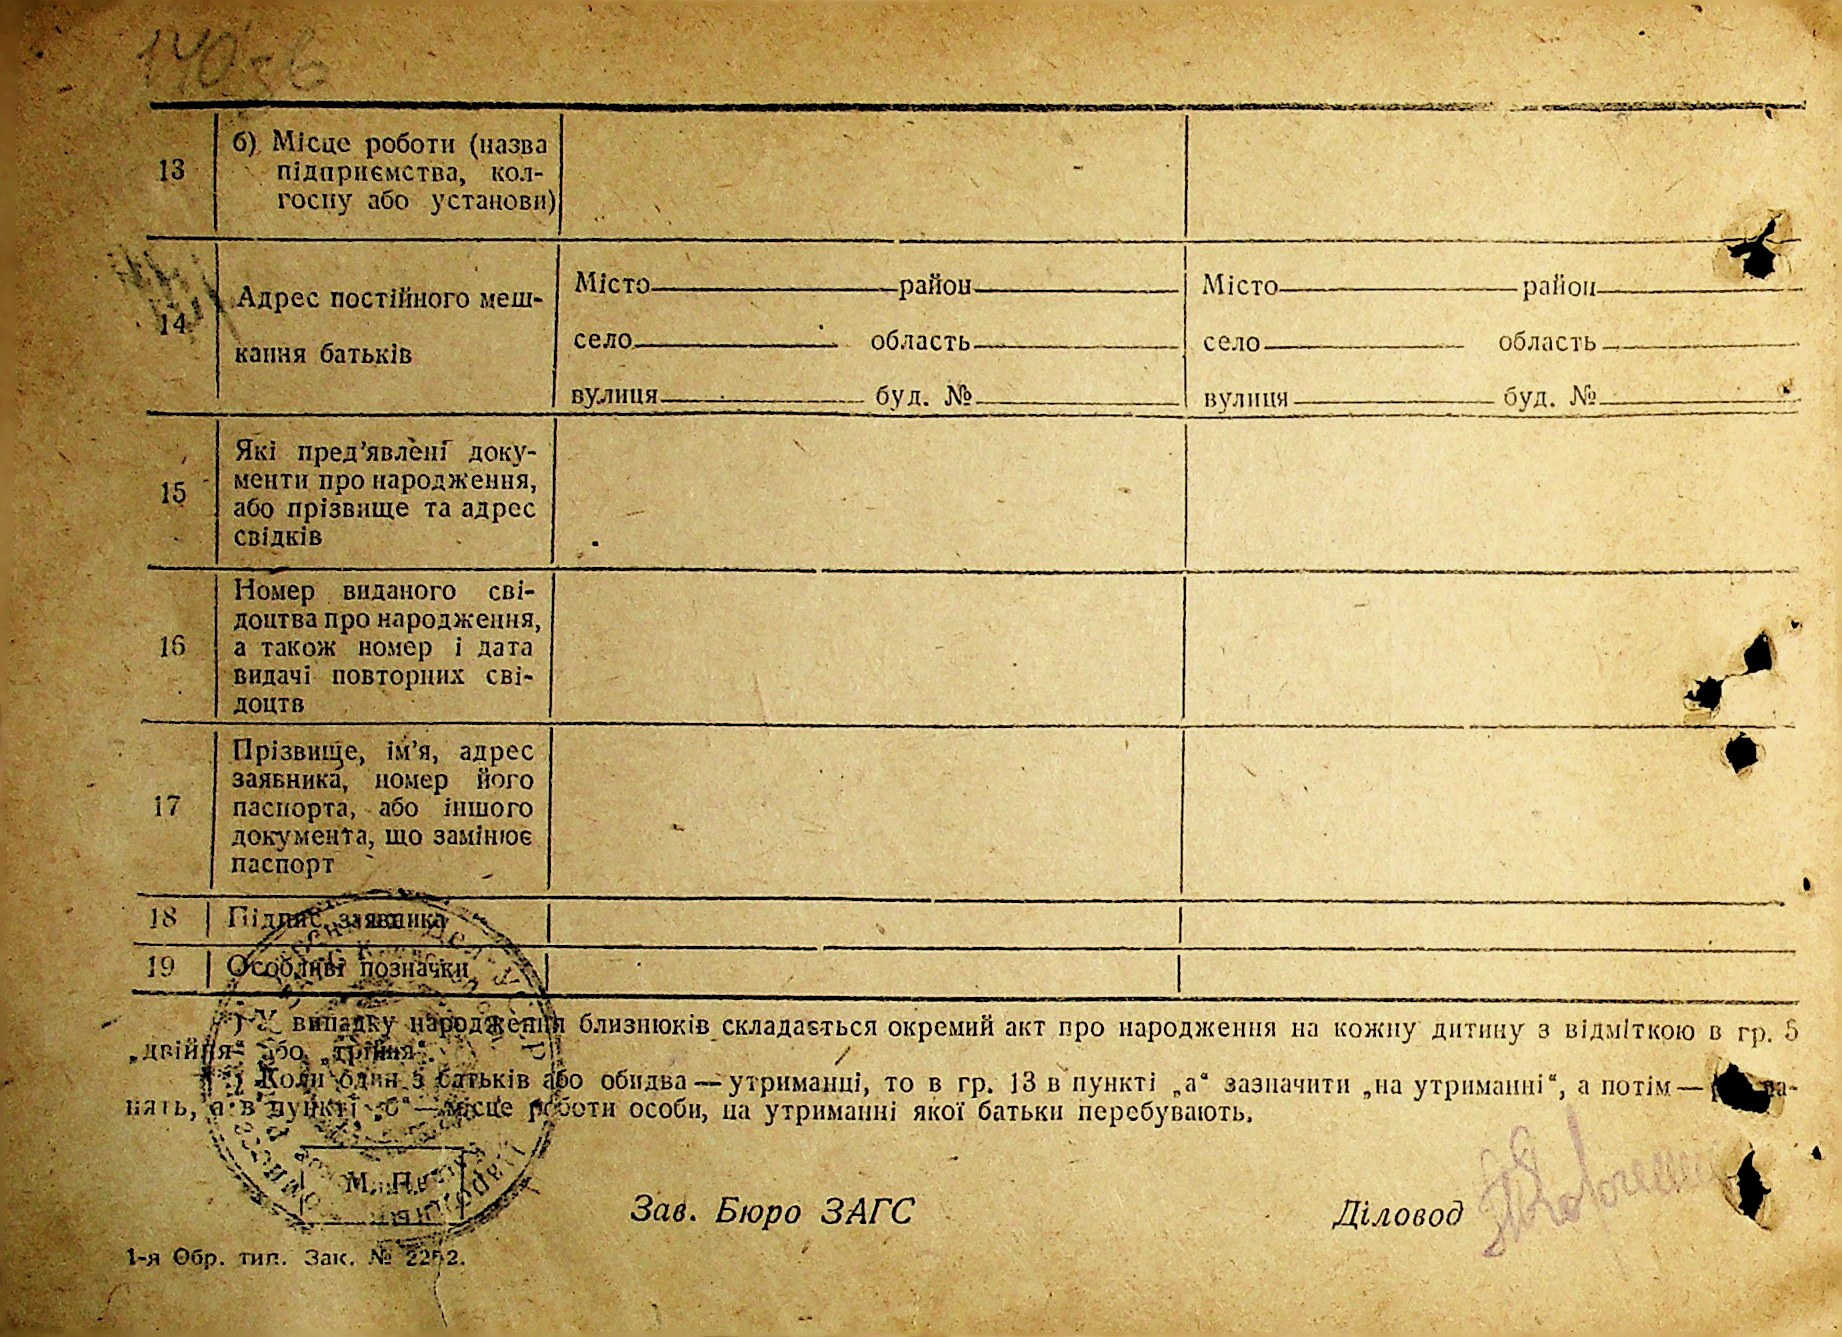 140 зв
13
б) Місце роботи (назва
підприємства, кол-
госпу або установи)
14
Адрес постійного меш-
кання батьків
Місто район
село область
вулиця буд. №
Місто район
село область
вулиця буд. №
15
Які пред’явлені доку-
менти про народження,
або прізвище та адрес
свідків
16
Номер виданого сві-
доцтва про народження,
а також номер і дата
видачі повторних сві-
доцтв
17
Прізвище, ім’я, адрес
заявника, номер його
паспорта, або іншого
документа, що замінює
паспорт
18 Підпис заявника
19 Особливі позначки
У випадку народження близнюків складається окремий акт про народження на кожну дитину з відміткою в гр. 5
„двійня“ або „трійня“.
Коли один з батьків або обидва — утриманці, то в гр. 13 в пункті „а“ зазначити „на утриманні“, а потім —
нять, а в пункті „б“ — місце роботи особи, на утриманні якої батьки перебувають.
М. П.
Зав. Бюро ЗАГС
Діловод
1-я Обр. тип. Зак. № 2252.